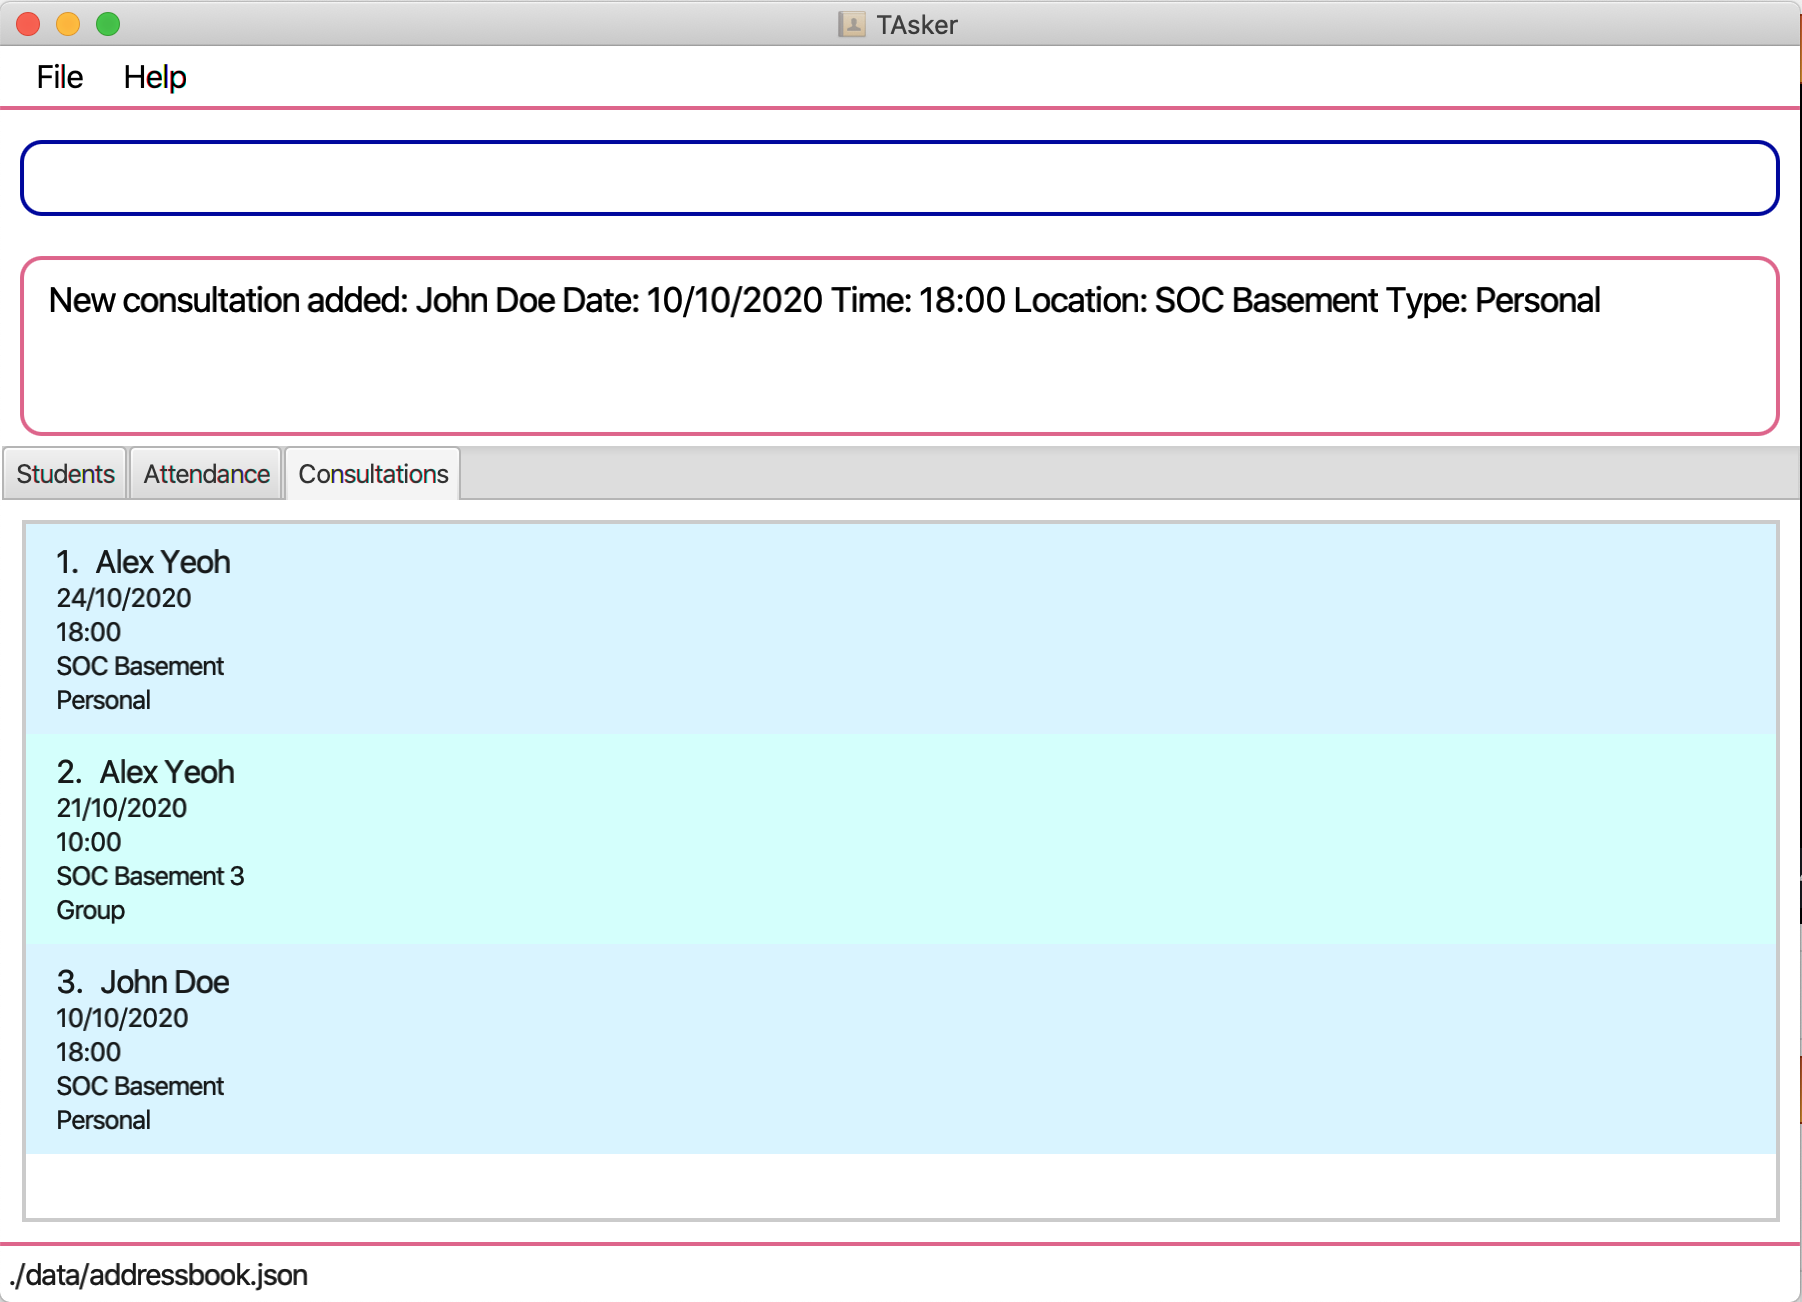 TAsker
File Help
New consultation added: John Doe Date: 10/10/2020 Time: 18:00 Location: SOC Basement Type: Personal
Students Attendance Consultations
1. Alex Yeoh
24/10/2020
18:00
SOC Basement
Personal
2. Alex Yeoh
21/10/2020
10:00
SOC Basement 3
Group
3. John Doe
10/10/2020
18:00
SOC Basement
Personal
./data/addressbook.json